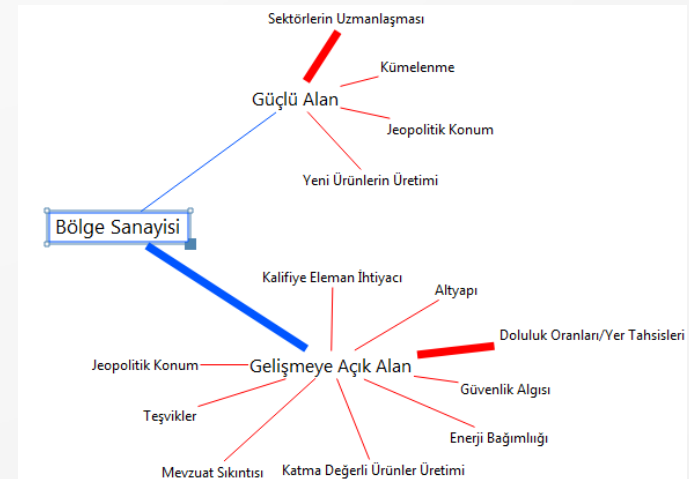 Sektörlerin Uzmanlaşması
Kümelenme
Güçlü Alan
Jeopolitik Konum
Yeni Ürünlerin Üretimi
Bölge Sanayisi
Kalifiye Eleman İhtiyacı
Altyapı
Doluluk Oranları/Yer Tahsisleri
Jeopolitik Konum
Gelişmeye Açık Alan
Güvenlik Algısı
Teşvikler
Enerji Bağımlıığı
Mevzuat Sıkıntısı
Katma Değerli Ürünler Üretimi